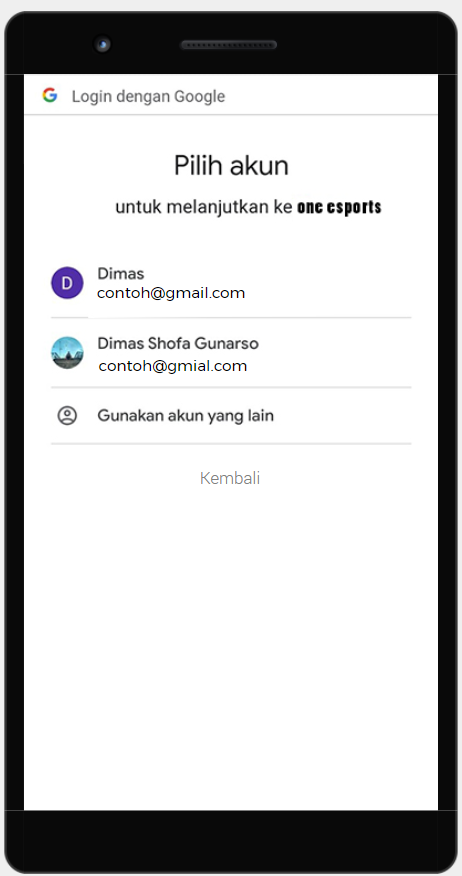 Login dengan Google
Pilih akun
untuk melanjutkan ke one esports
D
Dimas
contoh@gmail.com
Dimas Shofa Gunarso
contoh@gmial.com
Gunakan akun yang lain
Kembali